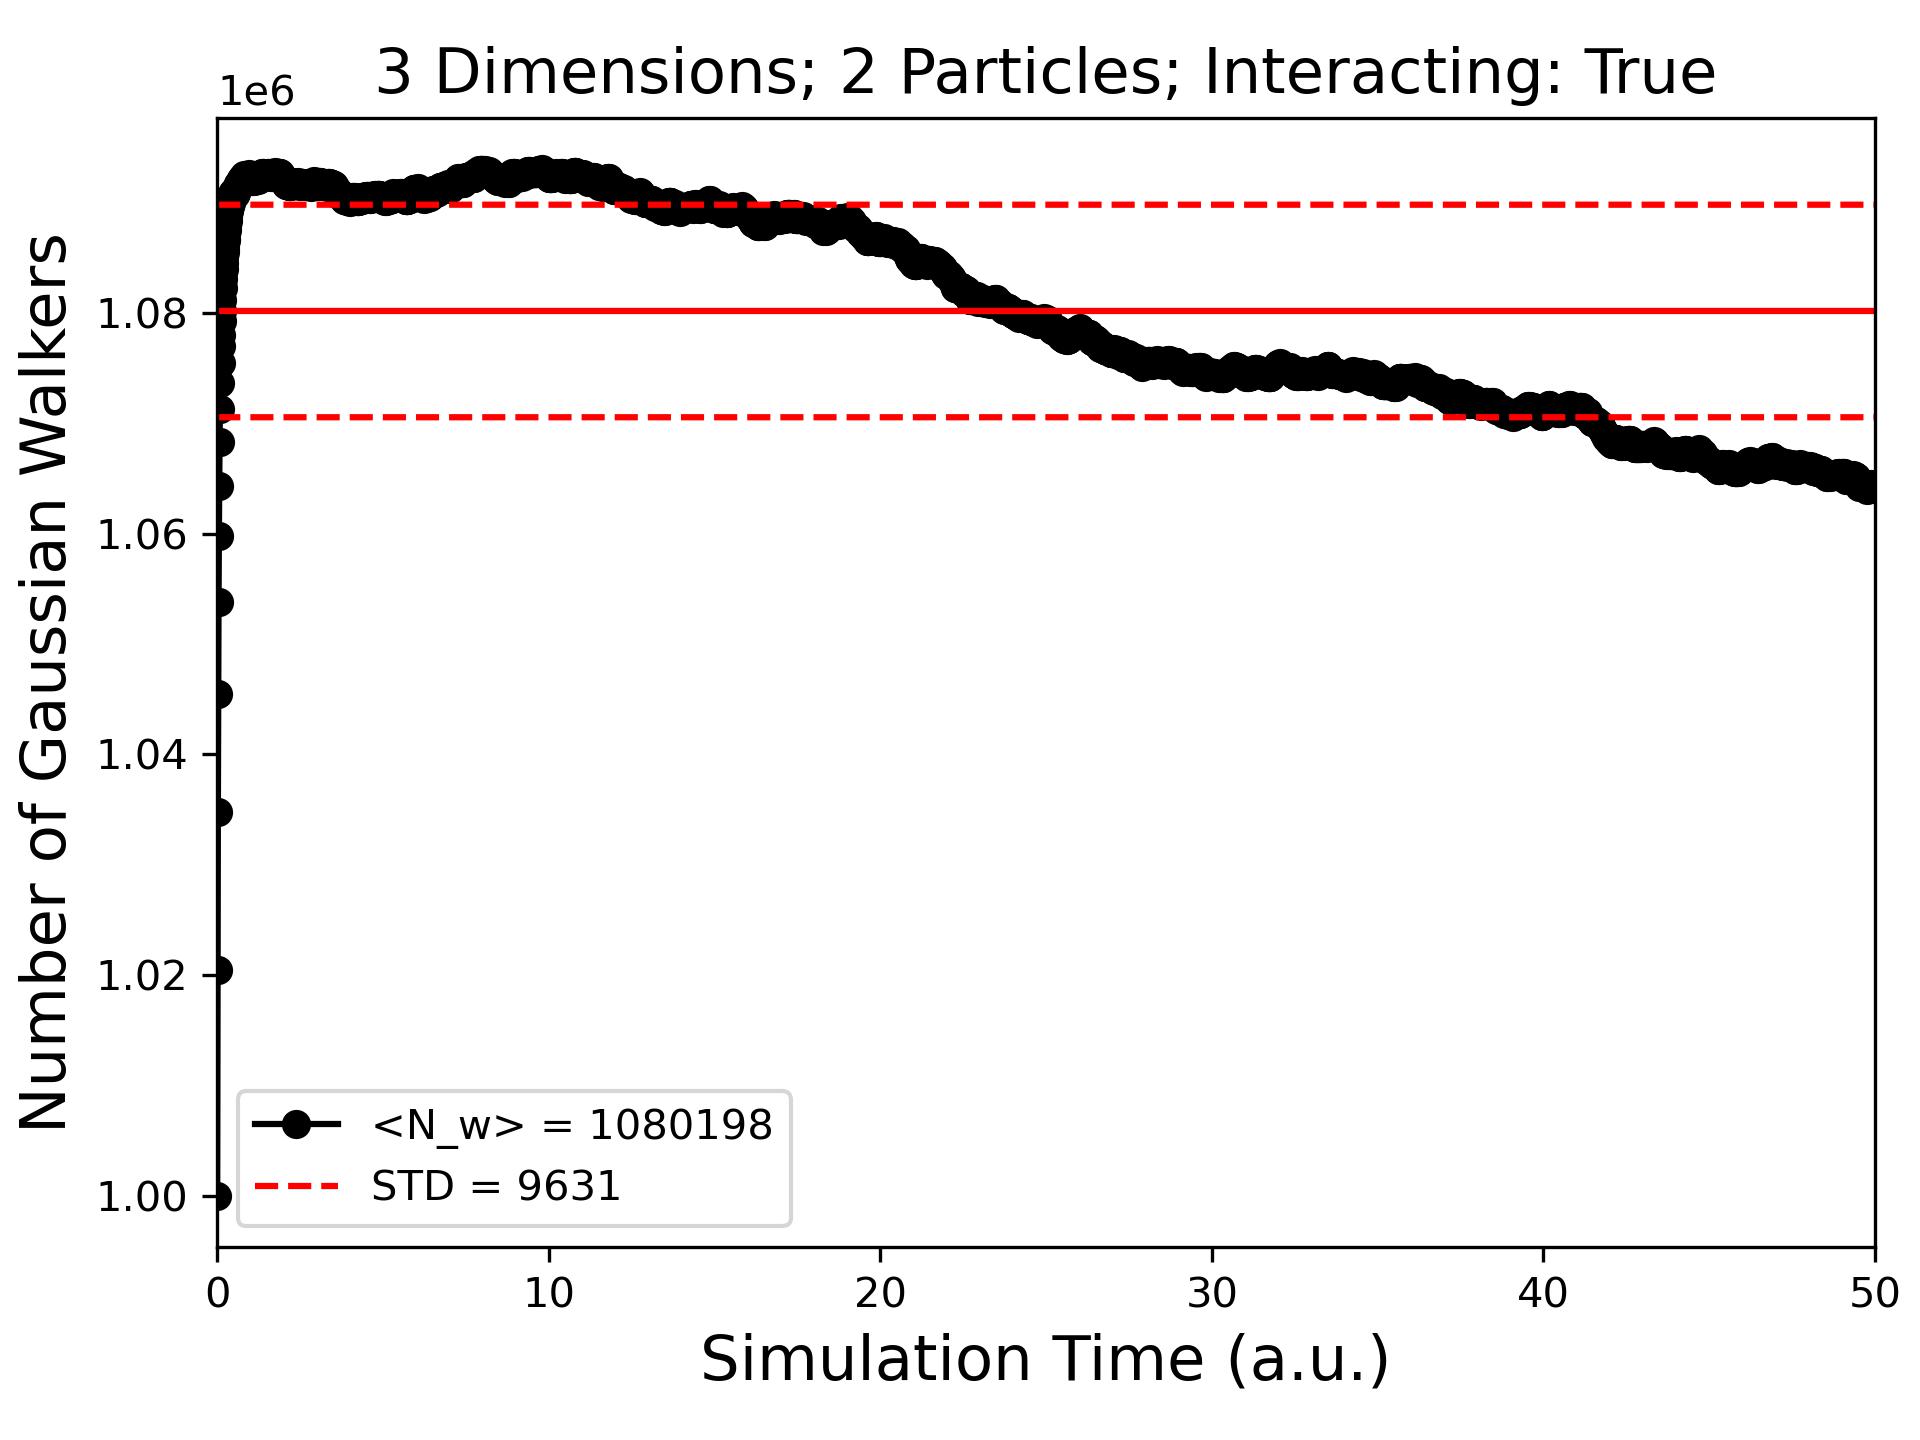 3 Dimensions; 2 Particles; Interacting: True
1e6
Number of Gaussian Walkers
1.08
1.06
1.04
1.02
1.00
<N_w> = 1080198
STD = 9631
0 10 20 30 40 50
Simulation Time (a.u.)